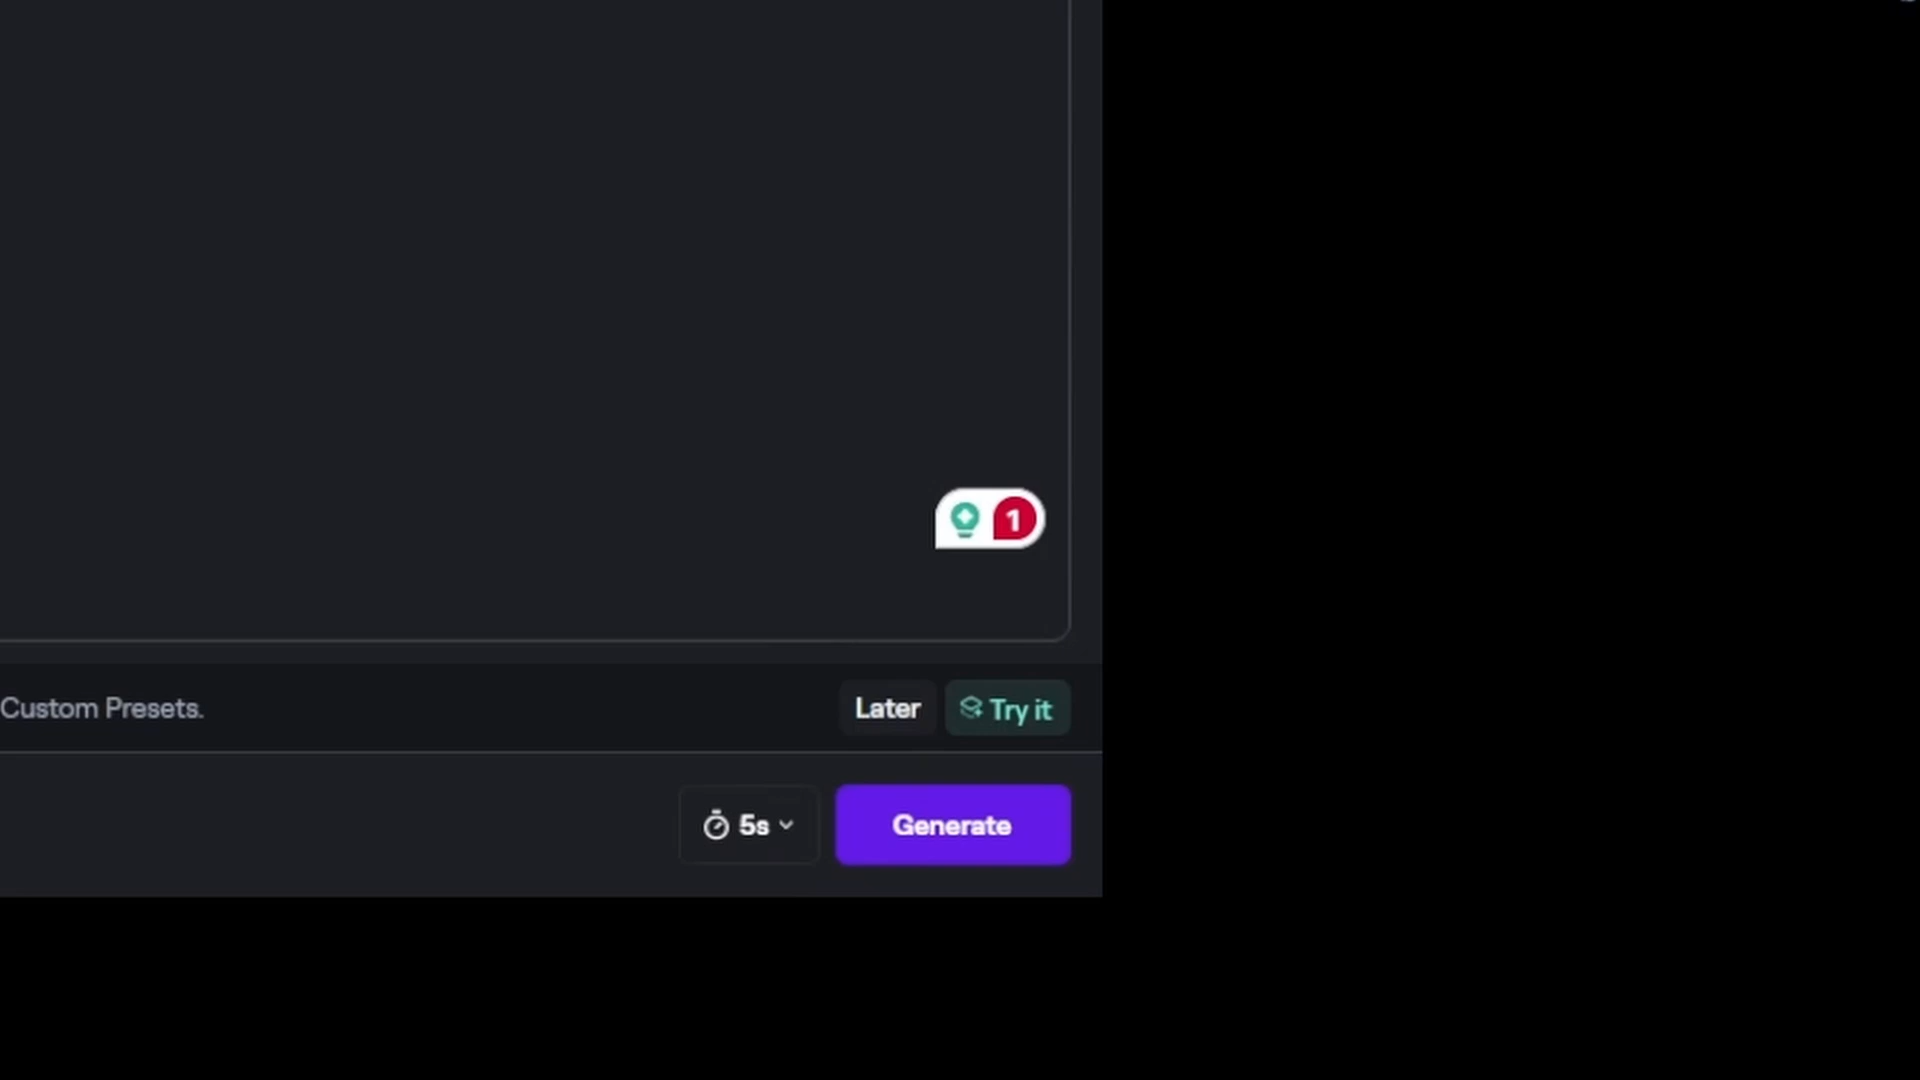 1
Custom Presets.
Later
Try it
5s
Generate